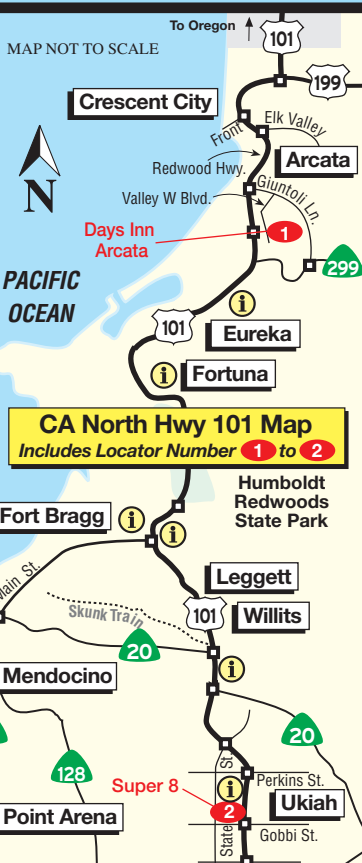 To Oregon
101
MAP NOT TO SCALE
199
Crescent City
Front
Elk Valley
Arcata
Redwood Hwy.
Giuntoli Ln.
Valley W Blvd.
N
Days Inn
Arcata
1
299
PACIFIC
OCEAN
i
101
Eureka
i
Fortuna
CA North Hwy 101 Map
Includes Locator Number 1 to 2
Humboldt
Redwoods
State Park
Fort Bragg
i
i
Main St.
Leggett
Skunk Train
101
Willits
20
i
Mendocino
20
St.
128
Perkins St.
Super 8
i
2
Ukiah
Point Arena
State
Gobbi St.